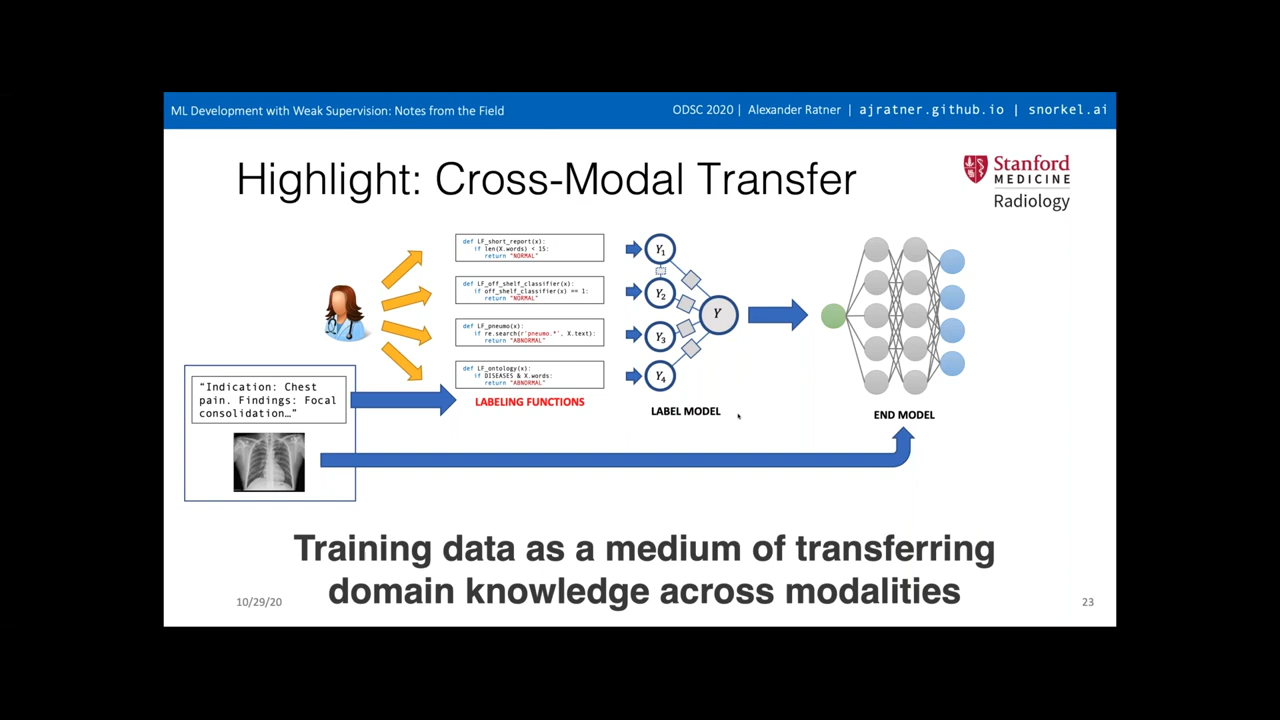 ML Development with Weak Supervision: Notes from the Field
ODSC 2020 | Alexander Ratner | ajratner.github.io | snorkel.ai
Highlight: Cross-Modal Transfer
Stanford
MEDICINE
Radiology
def LF_short_report(x):
if len(X.words) < 15:
return "NORMAL"
def LF_off_shelf_classifier(x):
if off_shelf_classifier(x) == 1:
return "NORMAL"
def LF_pneumo(x):
if re.search(r'pneumo.*', X.text):
return "ABNORMAL"
def LF_ontology(x):
if DISEASES & X.words:
return "ABNORMAL"
Y1
Y2
Y3
Y4
Y
“Indication: Chest
pain. Findings: Focal
consolidation…”
LABELING FUNCTIONS
LABEL MODEL
END MODEL
Training data as a medium of transferring
domain knowledge across modalities
10/29/20
23